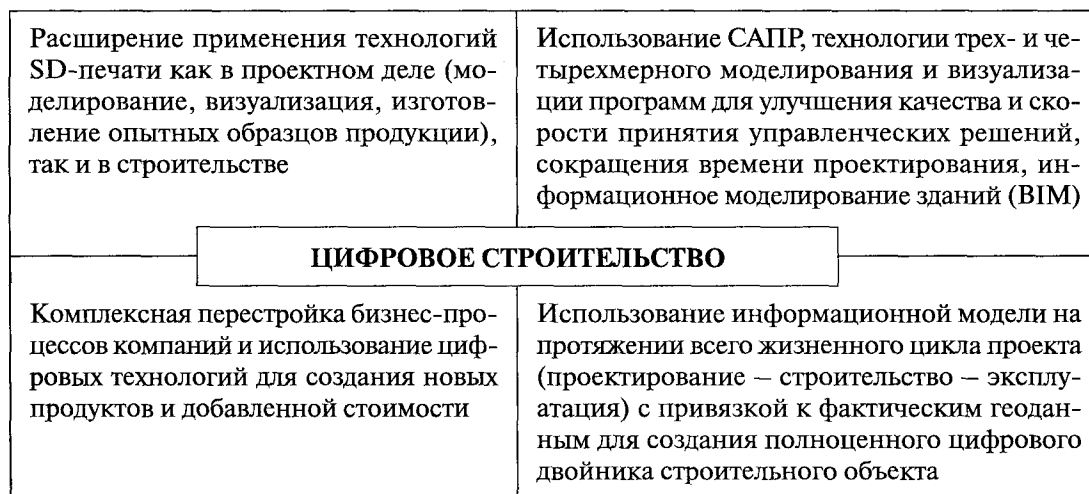 Расширение применения технологий
SD-печати как в проектном деле (мо-
делирование, визуализация, изготов-
ление опытных образцов продукции),
так и в строительстве
Использование САПР, технологии трех- и че-
тырехмерного моделирования и визуализа-
ции программ для улучшения качества и ско-
рости принятия управленческих решений,
сокращения времени проектирования, ин-
формационное моделирование зданий (BIM)
ЦИФРОВОЕ СТРОИТЕЛЬСТВО
Комплексная перестройка бизнес-про-
цессов компаний и использование циф-
ровых технологий для создания новых
продуктов и добавленной стоимости
Использование информационной модели на
протяжении всего жизненного цикла проекта
(проектирование – строительство – эксплу-
атация) с привязкой к фактическим геодан-
ным для создания полноценного цифрового
двойника строительного объекта